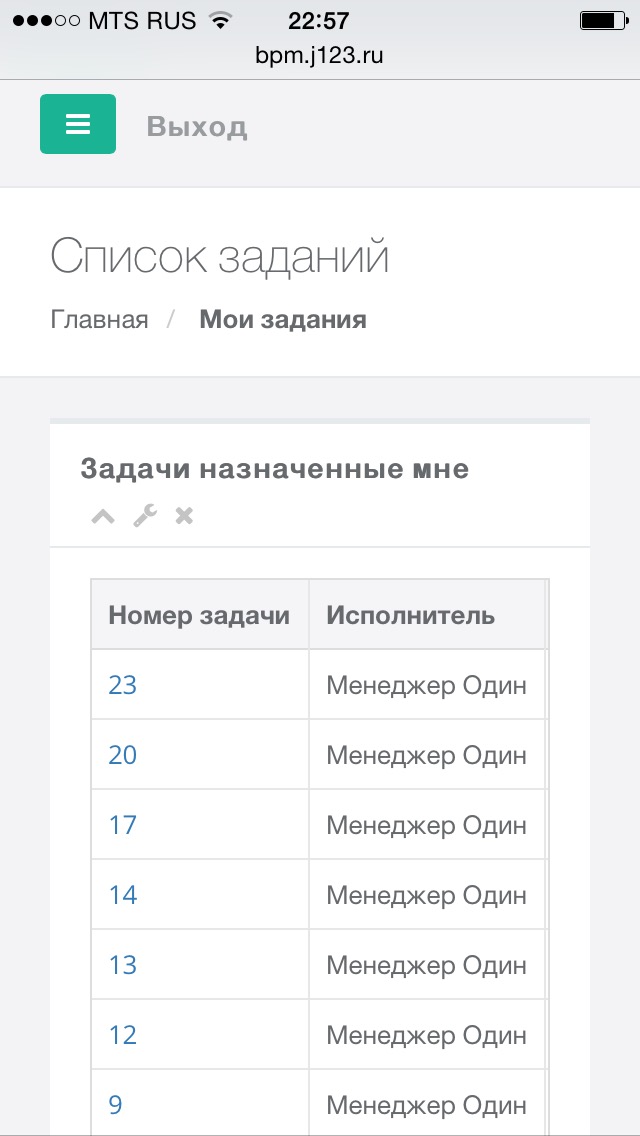 MTS RUS 22:57
bpm.j123.ru
Выход
Список заданий
Главная / Мои задания
Задачи назначенные мне
Номер задачи Исполнитель
23 Менеджер Один
20 Менеджер Один
17 Менеджер Один
14 Менеджер Один
13 Менеджер Один
12 Менеджер Один
9 Менеджер Один